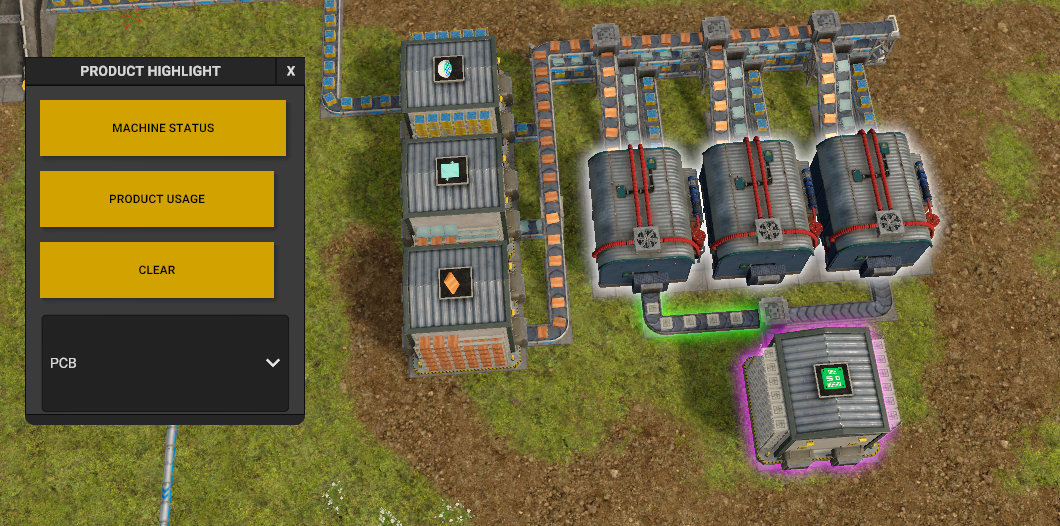 PRODUCT HIGHLIGHT
X
MACHINE STATUS
PRODUCT USAGE
CLEAR
PCB